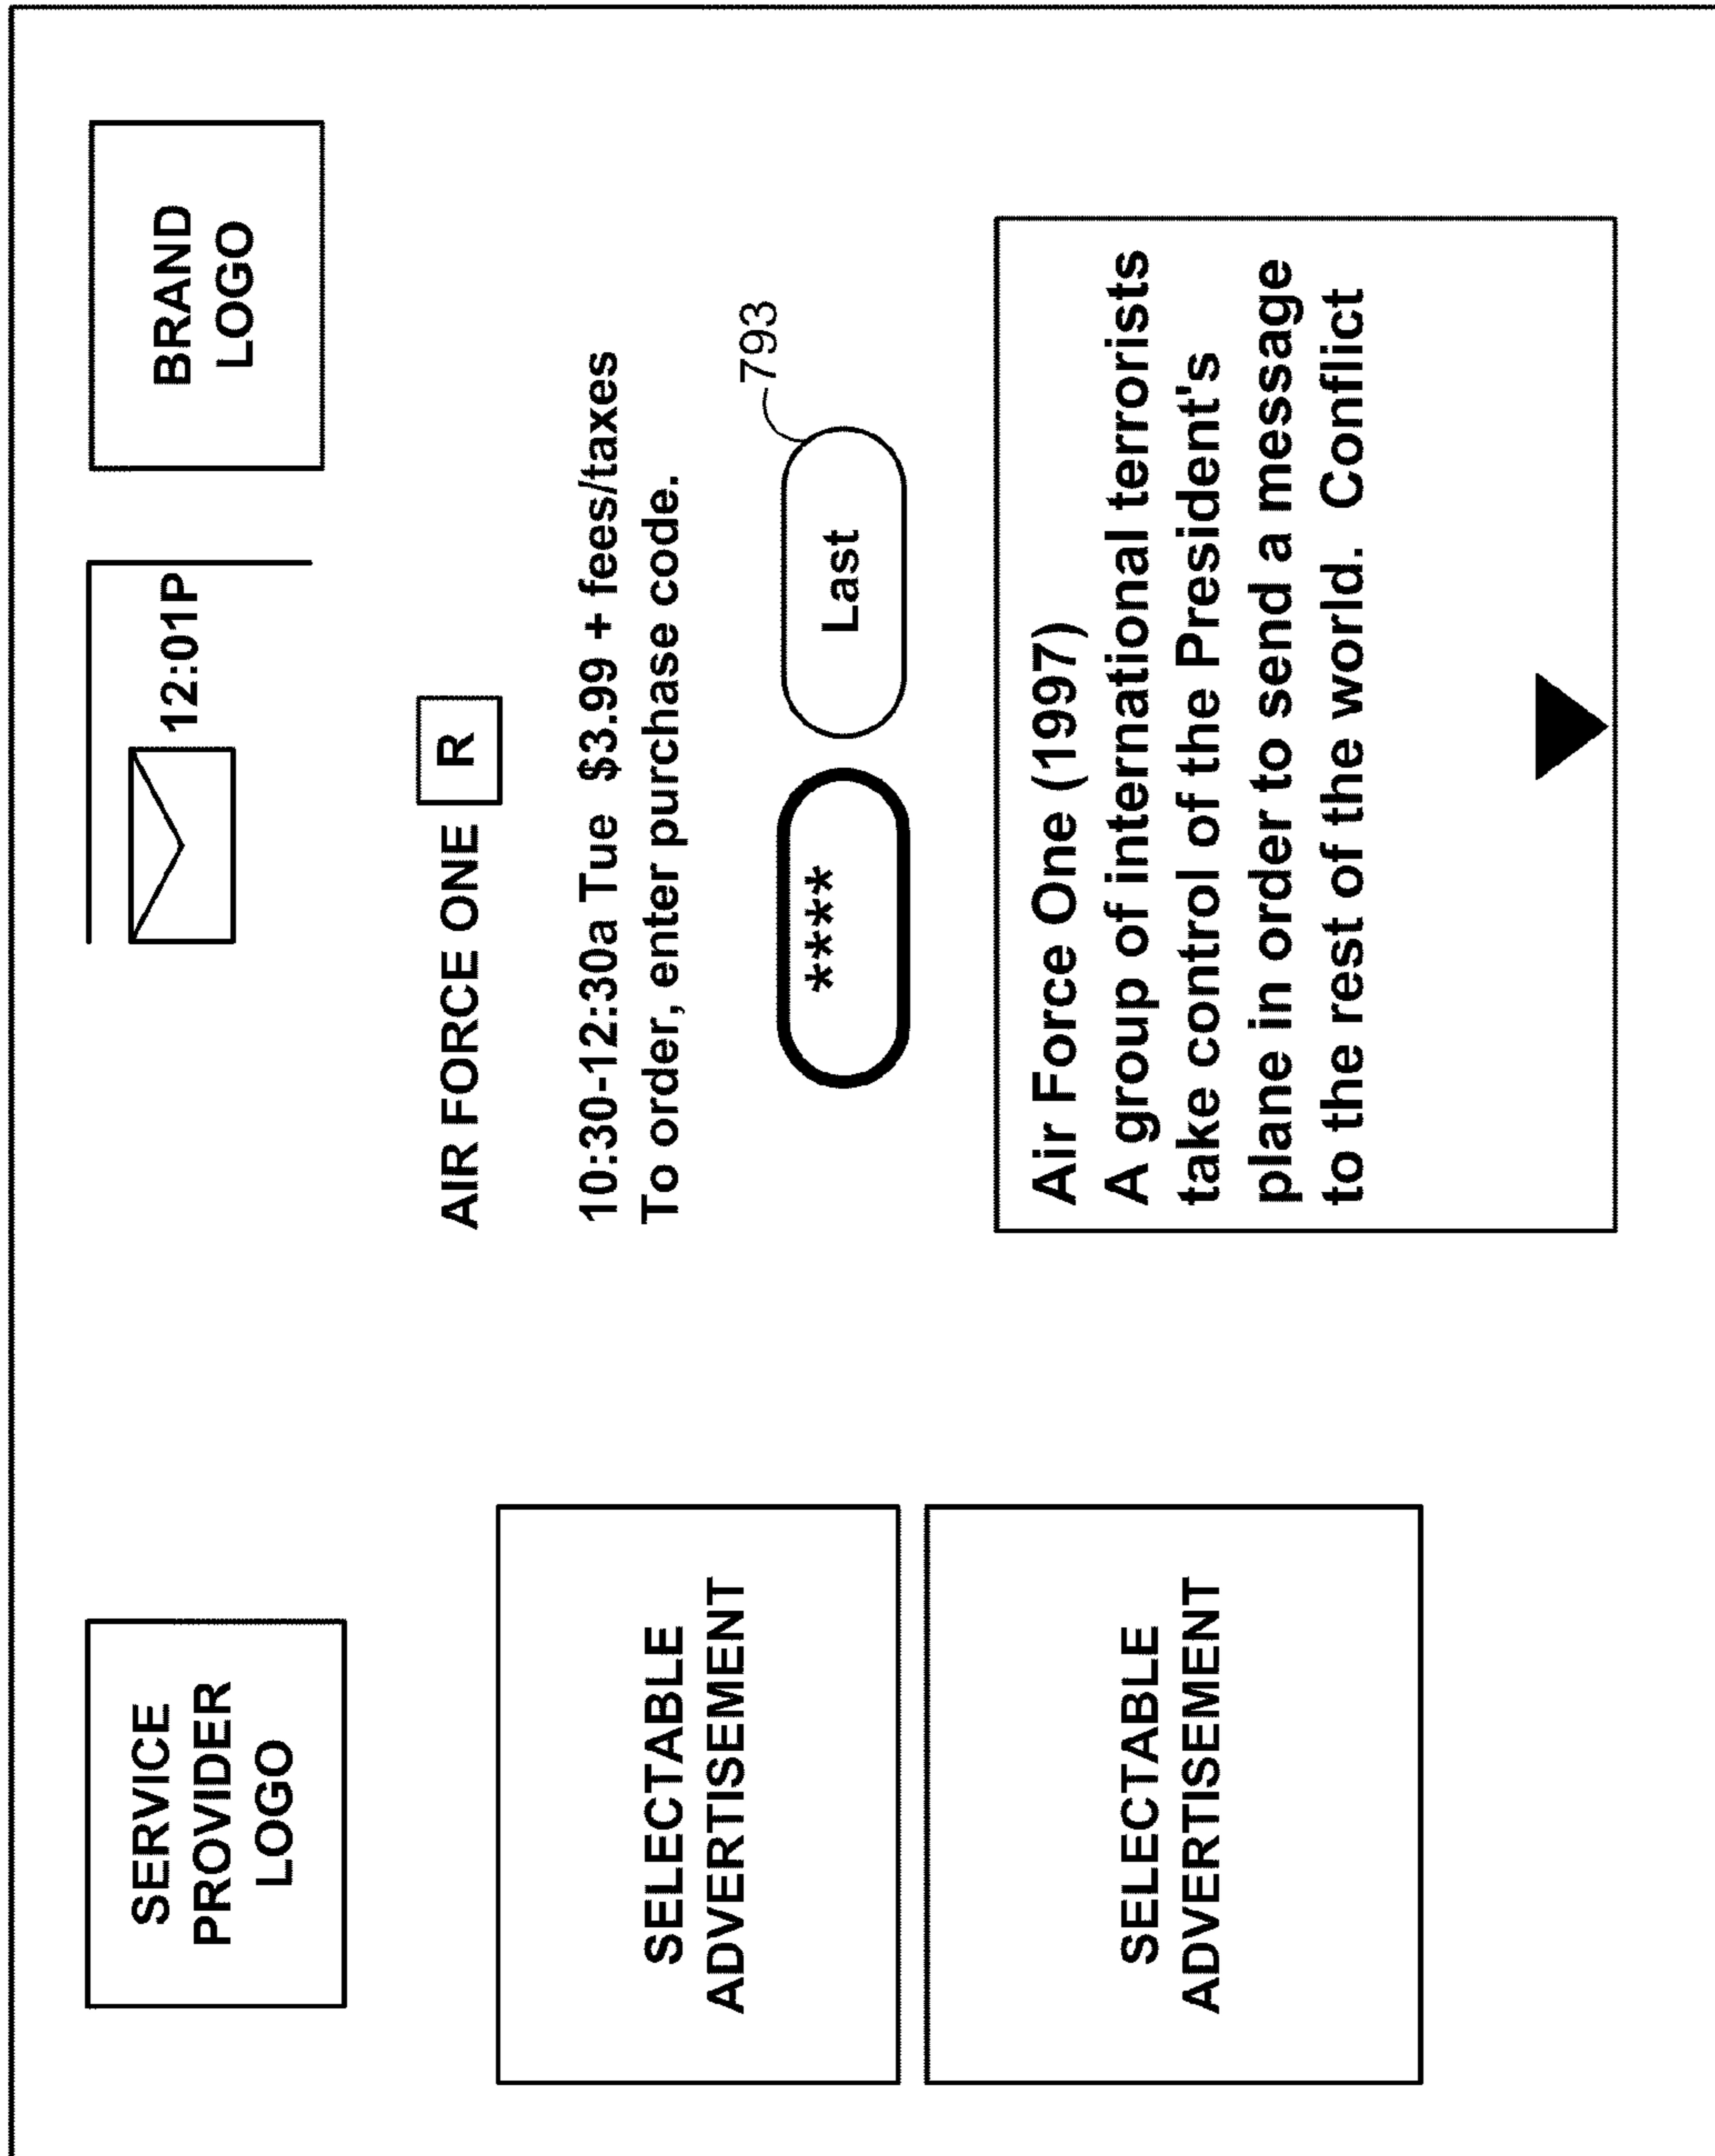 SERVICE
PROVIDER
LOGO
12:01P
BRAND
LOGO
SELECTABLE
ADVERTISEMENT
SELECTABLE
ADVERTISEMENT
AIR FORCE ONE R
10:30-12:30a Tue $3.99 + fees/taxes
To order, enter purchase code.
793
**** Last
Air Force One (1997)
A group of international terrorists
take control of the President's
plane in order to send a message
to the rest of the world. Conflict